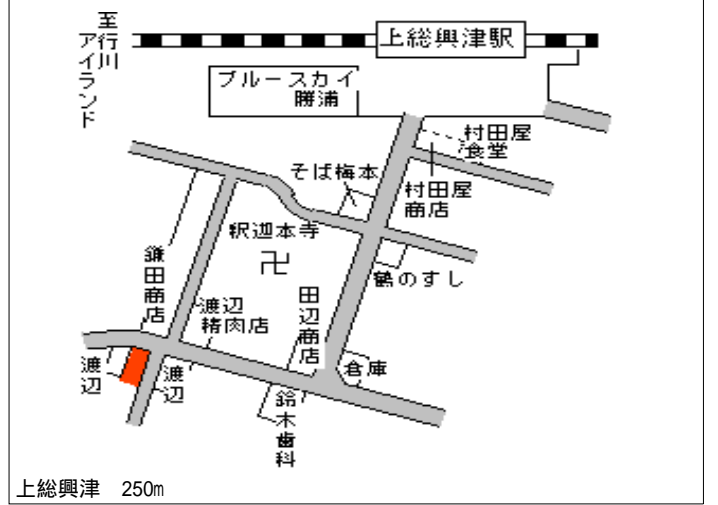 至行川アイランド
上総興津駅
ブルースカイ
勝浦
村田屋
食堂
そば梅本
村田屋
商店
釈迦本寺
卍
鶴のすし
鎌田商店
渡辺
精肉店
田辺商店
倉庫
渡辺
渡辺
鈴木歯科
上総興津 250m